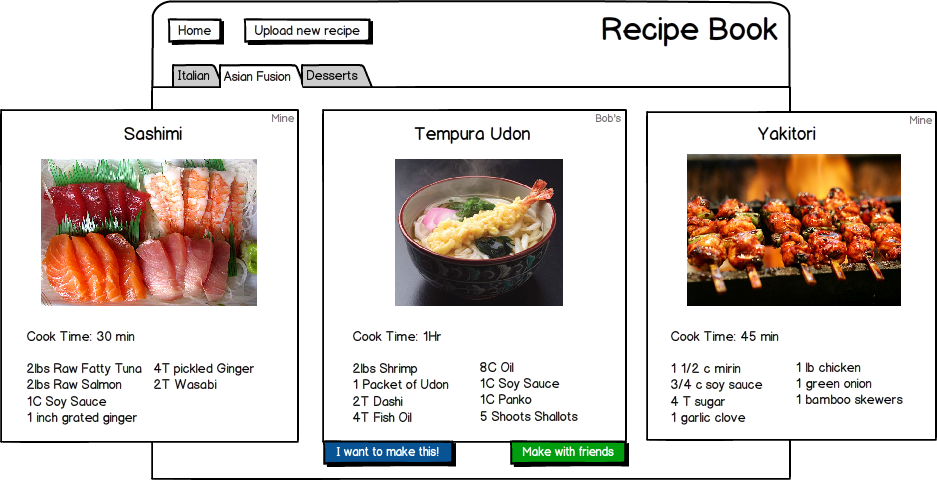 Home
Upload new recipe
Recipe Book
Italian
Asian Fusion
Desserts
Mine
Sashimi
Cook Time: 30 min
2lbs Raw Fatty Tuna
2lbs Raw Salmon
1C Soy Sauce
1 inch grated ginger
4T pickled Ginger
2T Wasabi
Bob's
Tempura Udon
Cook Time: 1Hr
2lbs Shrimp
1 Packet of Udon
2T Dashi
4T Fish Oil
8C Oil
1C Soy Sauce
1C Panko
5 Shoots Shallots
I want to make this!
Make with friends
Mine
Yakitori
Cook Time: 45 min
1 1/2 c mirin
3/4 c soy sauce
4 T sugar
1 garlic clove
1 lb chicken
1 green onion
1 bamboo skewers